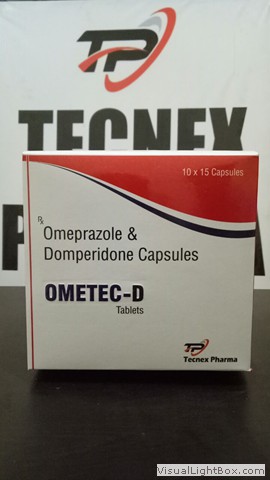 TP
TECNEX
10 x 15 Capsules
Rx
Omeprazole &
Domperidone Capsules
OMETEC-D
Tablets
TP
Tecnex Pharma
VisualLightBox.com